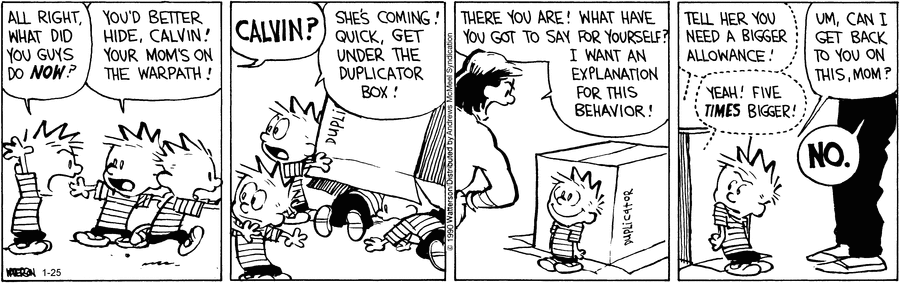 ALL RIGHT,
WHAT DID
YOU GUYS
DO NOW?
YOU'D BETTER
HIDE, CALVIN!
YOUR MOM'S ON
THE WARPATH!
WATTERSON 1-25
CALVIN?
SHE'S COMING!
QUICK, GET
UNDER THE
DUPLICATOR
BOX!
DUPLI
© 1990 Watterson/Distributed by Andrews McMeel Syndication
THERE YOU ARE! WHAT HAVE
YOU GOT TO SAY FOR YOURSELF?
I WANT AN
EXPLANATION
FOR THIS
BEHAVIOR!
DUPLICATOR
TELL HER YOU
NEED A BIGGER
ALLOWANCE!
YEAH! FIVE
TIMES BIGGER!
UM, CAN I
GET BACK
TO YOU ON
THIS, MOM?
NO.